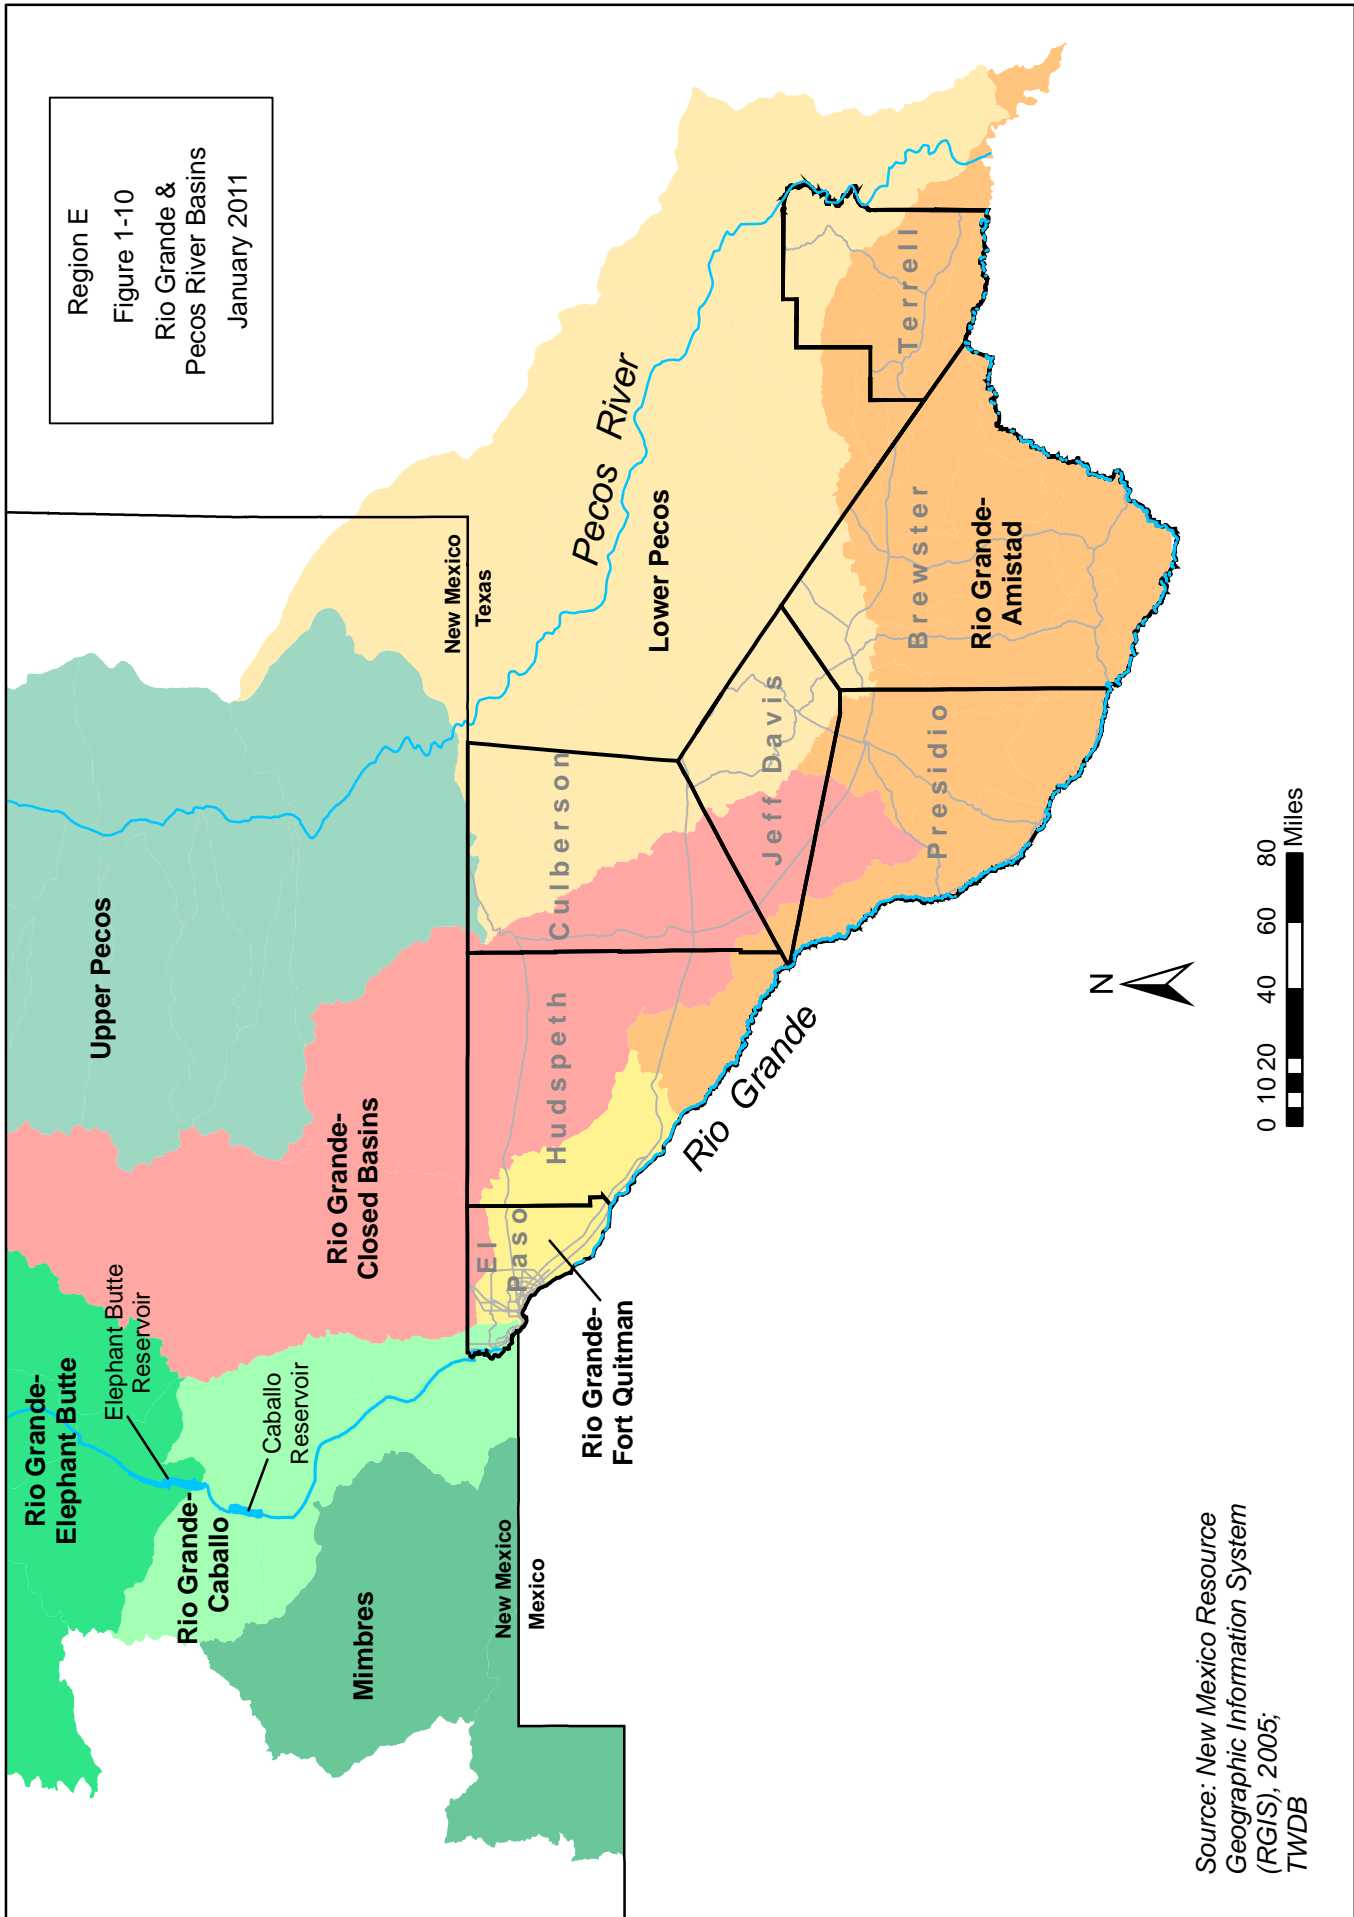 Region E
Figure 1-10
Rio Grande &
Pecos River Basins
January 2011
Rio Grande-
Elephant Butte
Elephant Butte
Reservoir
Upper Pecos
Rio Grande-
Caballo
Caballo
Reservoir
Rio Grande-
Closed Basins
Mimbres
New Mexico
Texas
New Mexico
Mexico
Pecos River
Lower Pecos
El
Paso
Hudspeth
Culberson
Jeff Davis
Presidio
Brewster
Terrell
Rio Grande-
Fort Quitman
Rio Grande
Rio Grande-
Amistad
N
0 10 20 40 60 80
Miles
Source: New Mexico Resource
Geographic Information System
(RGIS), 2005;
TWDB